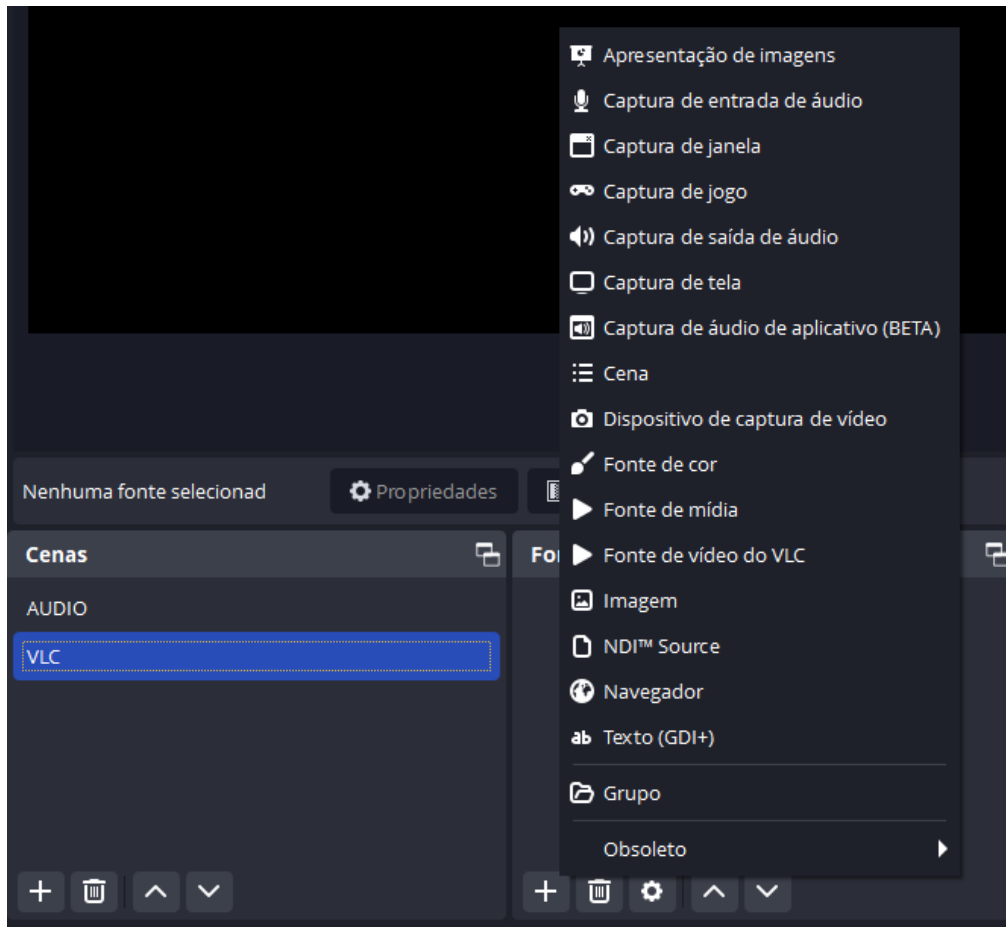 Apresentação de imagens
Captura de entrada de áudio
Captura de janela
Captura de jogo
Captura de saída de áudio
Captura de tela
Captura de áudio de aplicativo (BETA)
Cena
Dispositivo de captura de vídeo
Fonte de cor
Fonte de mídia
Fonte de vídeo do VLC
Imagem
NDI™ Source
Navegador
ab Texto (GDI+)
Grupo
Obsoleto
Nenhuma fonte selecionad
Propriedades
Cenas
AUDIO
VLC